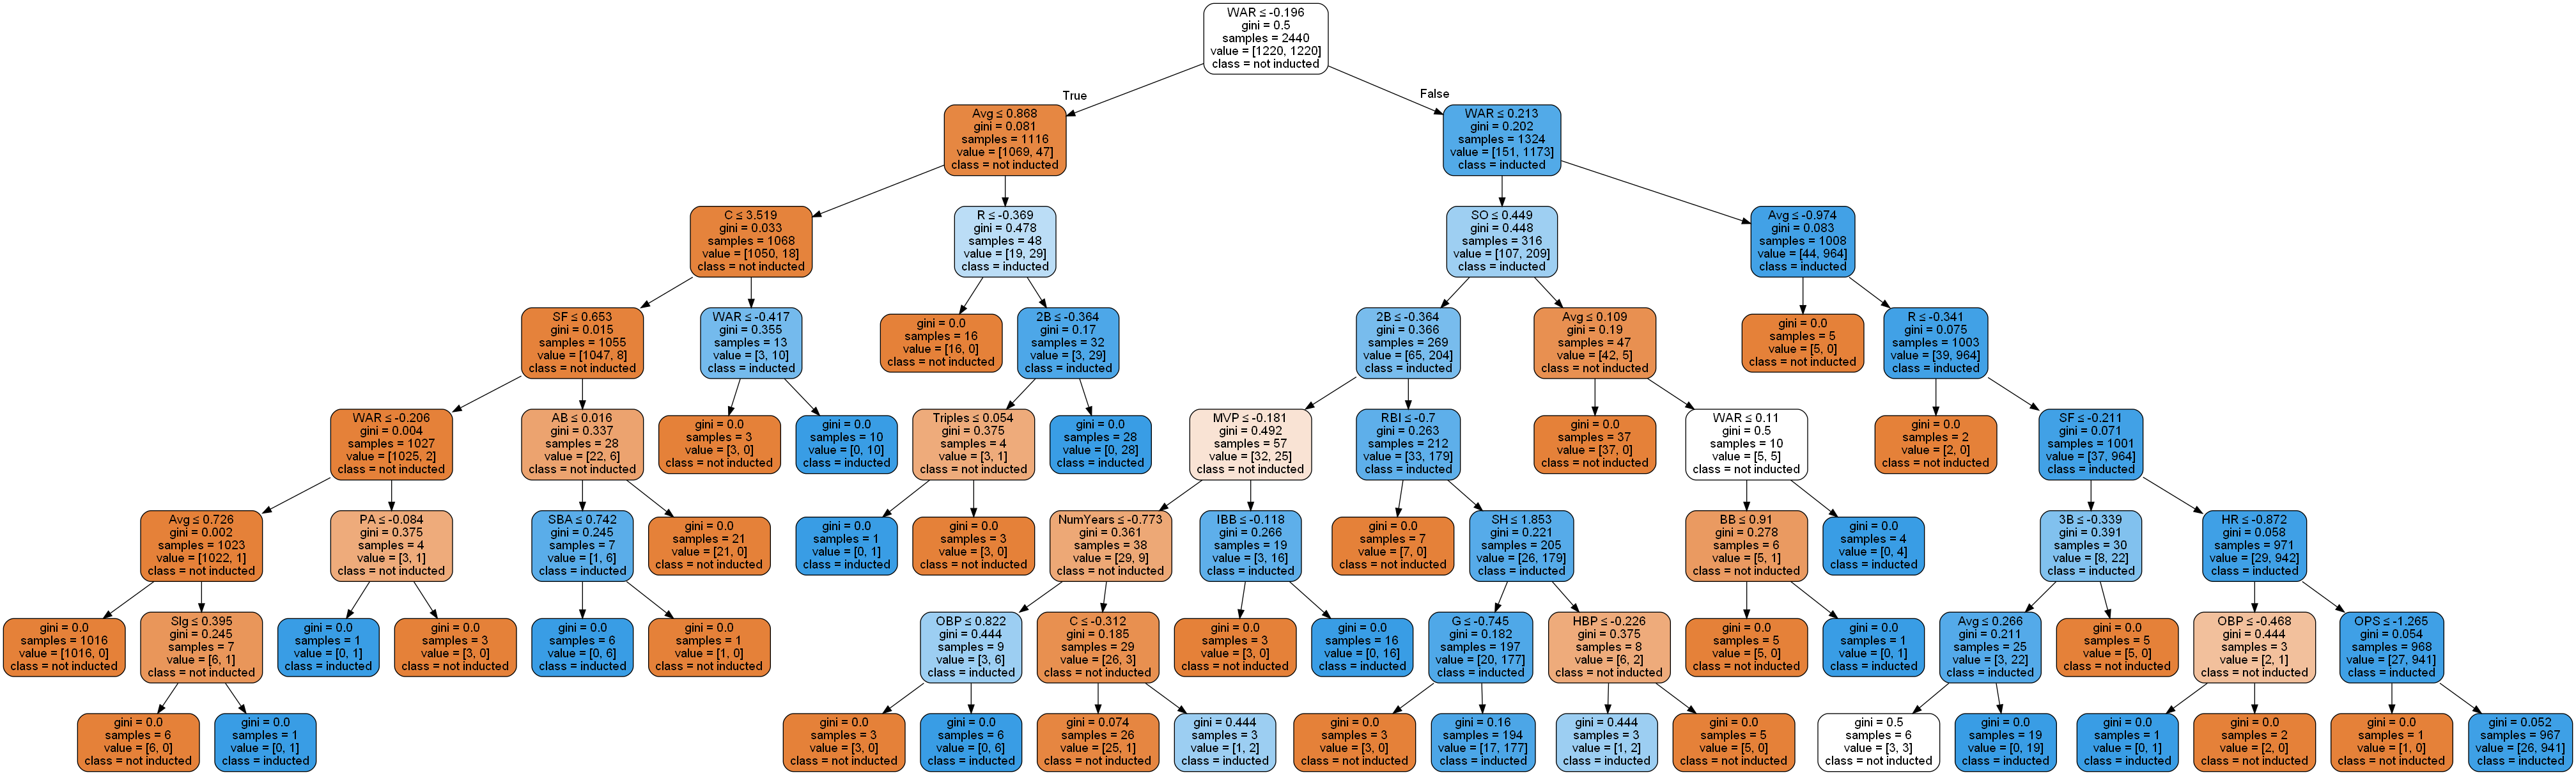 WAR ≤ -0.196
gini = 0.5
samples = 2440
value = [1220, 1220]
class = not inducted
True
False
Avg ≤ 0.868
gini = 0.081
samples = 1116
value = [1069, 47]
class = not inducted
WAR ≤ 0.213
gini = 0.202
samples = 1324
value = [151, 1173]
class = inducted
C ≤ 3.519
gini = 0.033
samples = 1068
value = [1050, 18]
class = not inducted
R ≤ -0.369
gini = 0.478
samples = 48
value = [19, 29]
class = inducted
SO ≤ 0.449
gini = 0.448
samples = 316
value = [107, 209]
class = inducted
Avg ≤ -0.974
gini = 0.083
samples = 1008
value = [44, 964]
class = inducted
SF ≤ 0.653
gini = 0.015
samples = 1055
value = [1047, 8]
class = not inducted
WAR ≤ -0.417
gini = 0.355
samples = 13
value = [3, 10]
class = inducted
gini = 0.0
samples = 16
value = [16, 0]
class = not inducted
2B ≤ -0.364
gini = 0.17
samples = 32
value = [3, 29]
class = inducted
2B ≤ -0.364
gini = 0.366
samples = 269
value = [65, 204]
class = inducted
Avg ≤ 0.109
gini = 0.19
samples = 47
value = [42, 5]
class = not inducted
gini = 0.0
samples = 5
value = [5, 0]
class = not inducted
R ≤ -0.341
gini = 0.075
samples = 1003
value = [39, 964]
class = inducted
WAR ≤ -0.206
gini = 0.004
samples = 1027
value = [1025, 2]
class = not inducted
AB ≤ 0.016
gini = 0.337
samples = 28
value = [22, 6]
class = not inducted
gini = 0.0
samples = 3
value = [3, 0]
class = not inducted
gini = 0.0
samples = 10
value = [0, 10]
class = inducted
Triples ≤ 0.054
gini = 0.375
samples = 4
value = [3, 1]
class = not inducted
gini = 0.0
samples = 28
value = [0, 28]
class = inducted
MVP ≤ -0.181
gini = 0.492
samples = 57
value = [32, 25]
class = not inducted
RBI ≤ -0.7
gini = 0.263
samples = 212
value = [33, 179]
class = inducted
gini = 0.0
samples = 37
value = [37, 0]
class = not inducted
WAR ≤ 0.11
gini = 0.5
samples = 10
value = [5, 5]
class = not inducted
gini = 0.0
samples = 2
value = [2, 0]
class = not inducted
SF ≤ -0.211
gini = 0.071
samples = 1001
value = [37, 964]
class = inducted
Avg ≤ 0.726
gini = 0.002
samples = 1023
value = [1022, 1]
class = not inducted
PA ≤ -0.084
gini = 0.375
samples = 4
value = [3, 1]
class = not inducted
SBA ≤ 0.742
gini = 0.245
samples = 7
value = [1, 6]
class = inducted
gini = 0.0
samples = 21
value = [21, 0]
class = not inducted
gini = 0.0
samples = 1
value = [0, 1]
class = inducted
gini = 0.0
samples = 3
value = [3, 0]
class = not inducted
NumYears ≤ -0.773
gini = 0.361
samples = 38
value = [29, 9]
class = not inducted
IBB ≤ -0.118
gini = 0.266
samples = 19
value = [3, 16]
class = inducted
gini = 0.0
samples = 7
value = [7, 0]
class = not inducted
SH ≤ 1.853
gini = 0.221
samples = 205
value = [26, 179]
class = inducted
BB ≤ 0.91
gini = 0.278
samples = 6
value = [5, 1]
class = not inducted
gini = 0.0
samples = 4
value = [0, 4]
class = inducted
3B ≤ -0.339
gini = 0.391
samples = 30
value = [8, 22]
class = inducted
HR ≤ -0.872
gini = 0.058
samples = 971
value = [29, 942]
class = inducted
gini = 0.0
samples = 1016
value = [1016, 0]
class = not inducted
Slg ≤ 0.395
gini = 0.245
samples = 7
value = [6, 1]
class = not inducted
gini = 0.0
samples = 1
value = [0, 1]
class = inducted
gini = 0.0
samples = 3
value = [3, 0]
class = not inducted
gini = 0.0
samples = 6
value = [0, 6]
class = inducted
gini = 0.0
samples = 1
value = [1, 0]
class = not inducted
OBP ≤ 0.822
gini = 0.444
samples = 9
value = [3, 6]
class = inducted
C ≤ -0.312
gini = 0.185
samples = 29
value = [26, 3]
class = not inducted
gini = 0.0
samples = 3
value = [3, 0]
class = not inducted
gini = 0.0
samples = 16
value = [0, 16]
class = inducted
G ≤ -0.745
gini = 0.182
samples = 197
value = [20, 177]
class = inducted
HBP ≤ -0.226
gini = 0.375
samples = 8
value = [6, 2]
class = not inducted
gini = 0.0
samples = 5
value = [5, 0]
class = not inducted
gini = 0.0
samples = 1
value = [0, 1]
class = inducted
Avg ≤ 0.266
gini = 0.211
samples = 25
value = [3, 22]
class = inducted
gini = 0.0
samples = 5
value = [5, 0]
class = not inducted
OBP ≤ -0.468
gini = 0.444
samples = 3
value = [2, 1]
class = not inducted
OPS ≤ -1.265
gini = 0.054
samples = 968
value = [27, 941]
class = inducted
gini = 0.0
samples = 6
value = [6, 0]
class = not inducted
gini = 0.0
samples = 1
value = [0, 1]
class = inducted
gini = 0.0
samples = 3
value = [3, 0]
class = not inducted
gini = 0.0
samples = 6
value = [0, 6]
class = inducted
gini = 0.074
samples = 26
value = [25, 1]
class = not inducted
gini = 0.444
samples = 3
value = [1, 2]
class = inducted
gini = 0.0
samples = 3
value = [3, 0]
class = not inducted
gini = 0.16
samples = 194
value = [17, 177]
class = inducted
gini = 0.444
samples = 3
value = [1, 2]
class = inducted
gini = 0.0
samples = 5
value = [5, 0]
class = not inducted
gini = 0.5
samples = 6
value = [3, 3]
class = not inducted
gini = 0.0
samples = 19
value = [0, 19]
class = inducted
gini = 0.0
samples = 1
value = [0, 1]
class = inducted
gini = 0.0
samples = 2
value = [2, 0]
class = not inducted
gini = 0.0
samples = 1
value = [1, 0]
class = not inducted
gini = 0.052
samples = 967
value = [26, 941]
class = inducted